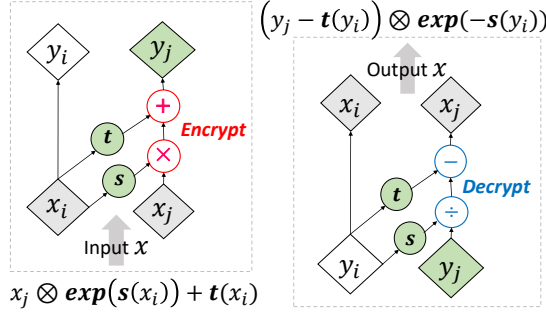 (y_j − t(y_i)) ⊗ exp(−s(y_i))
y_i
y_j
+
t
Encrypt
×
s
x_i
x_j
Input x
x_j ⊗ exp(s(x_i)) + t(x_i)
Output x
x_i
x_j
−
t
Decrypt
÷
s
y_i
y_j